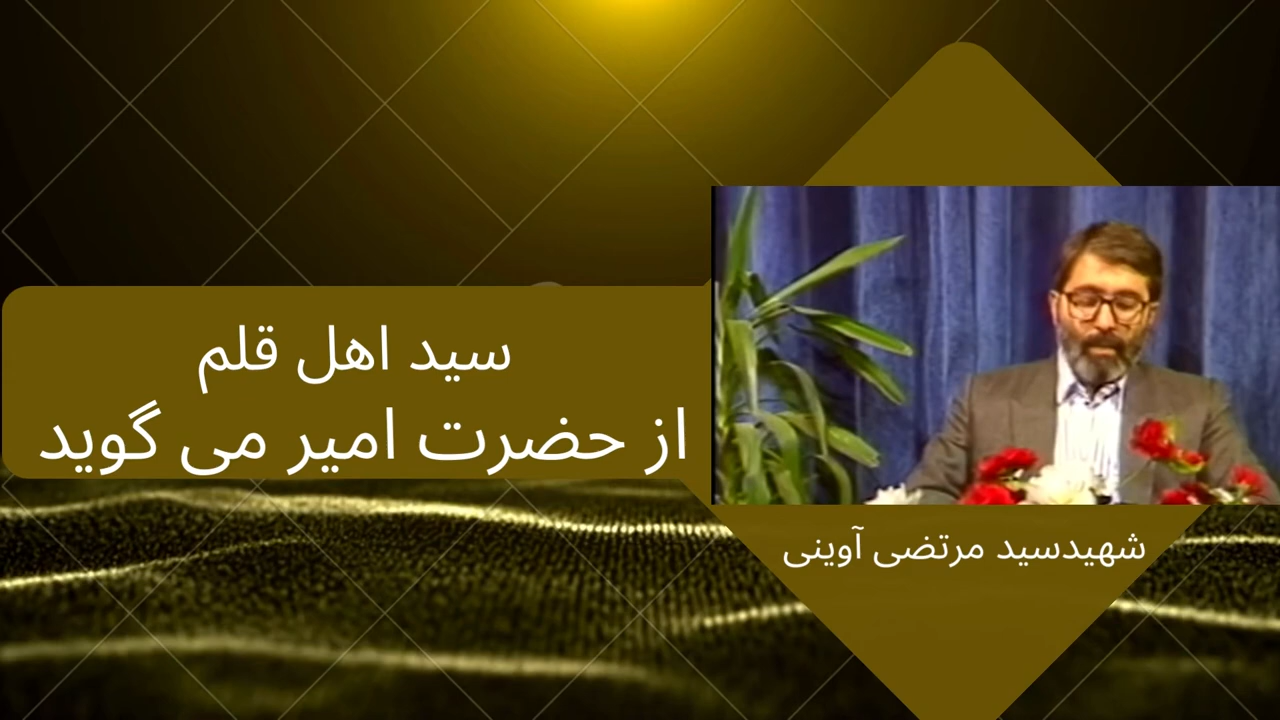 سید اهل قلم
از حضرت امیر می گوید
شهیدسید مرتضی آوینی